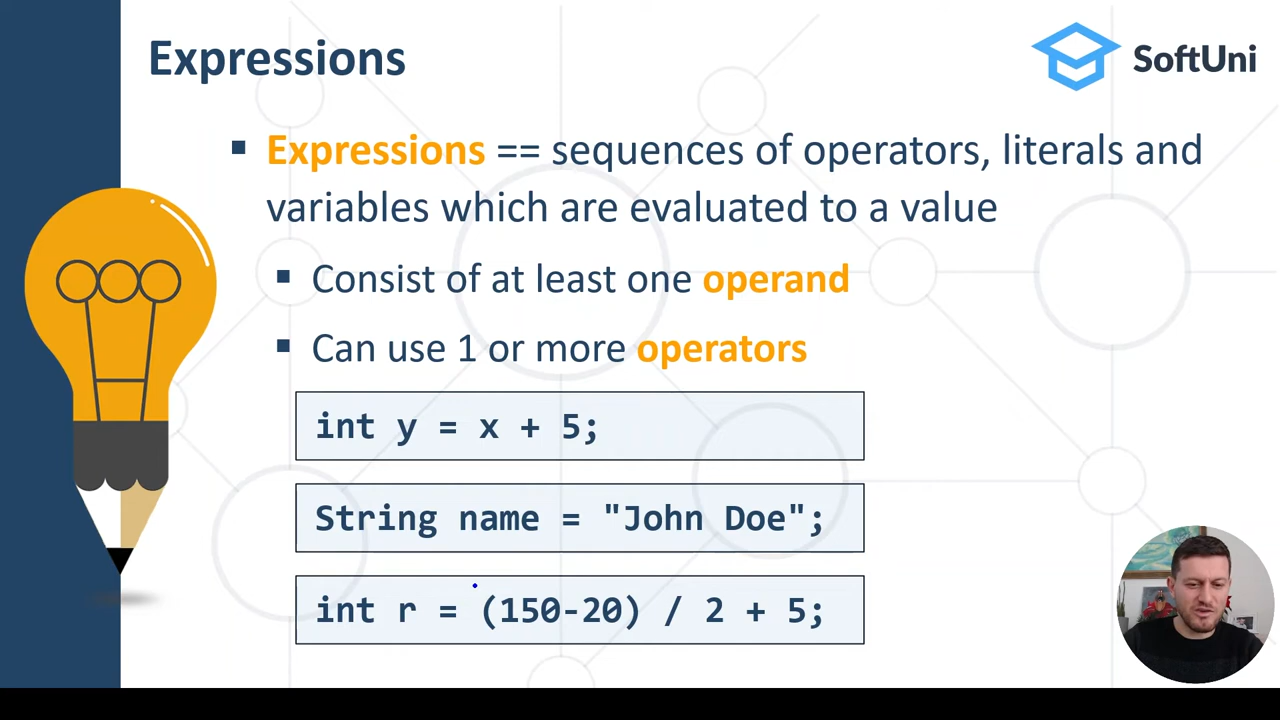 Expressions
SoftUni
▪ Expressions == sequences of operators, literals and
variables which are evaluated to a value
▪ Consist of at least one operand
▪ Can use 1 or more operators
int y = x + 5;
String name = "John Doe";
int r = (150-20) / 2 + 5;